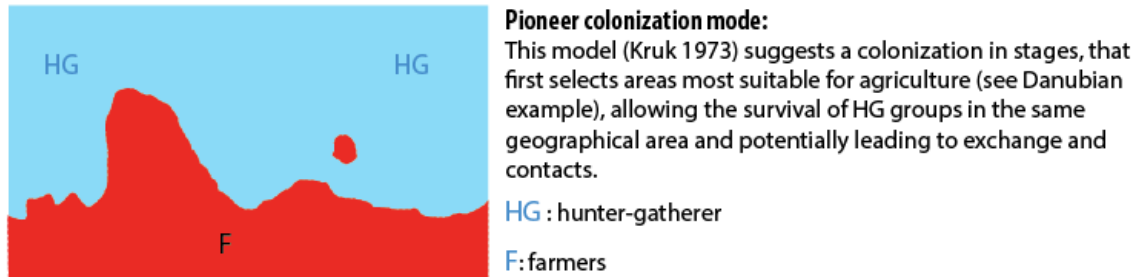 HG
HG
F
Pioneer colonization mode:
This model (Kruk 1973) suggests a colonization in stages, that
first selects areas most suitable for agriculture (see Danubian
example), allowing the survival of HG groups in the same
geographical area and potentially leading to exchange and
contacts.
HG : hunter-gatherer
F: farmers